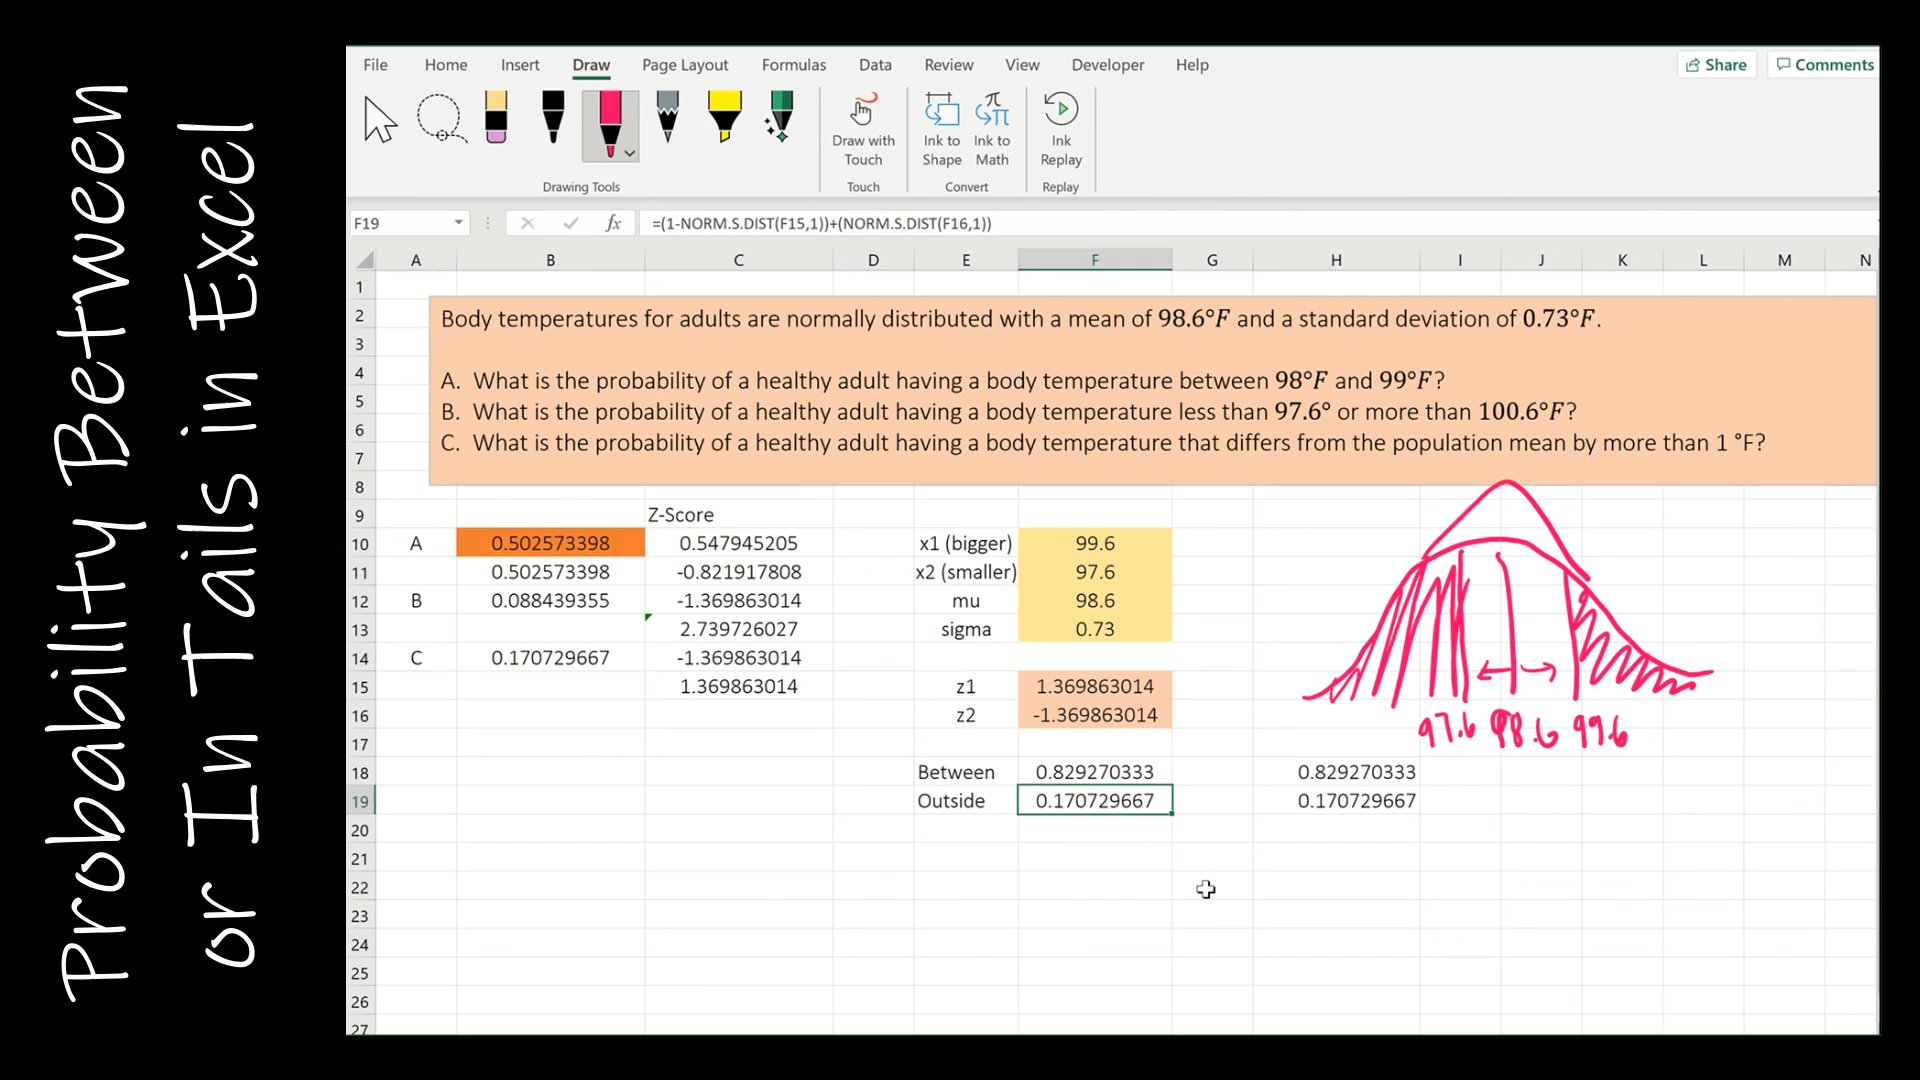 Probability Between
or In Tails in Excel
File Home Insert Draw Page Layout Formulas Data Review View Developer Help Share Comments
Draw with Touch
Ink to Shape
Ink to Math
Ink Replay
Drawing Tools Touch Convert Replay
F19 fx =(1-NORM.S.DIST(F15,1))+(NORM.S.DIST(F16,1))
A B C D E F G H I J K L M N
1
2 Body temperatures for adults are normally distributed with a mean of 98.6°F and a standard deviation of 0.73°F.
3
4 A. What is the probability of a healthy adult having a body temperature between 98°F and 99°F?
5 B. What is the probability of a healthy adult having a body temperature less than 97.6° or more than 100.6°F?
6 C. What is the probability of a healthy adult having a body temperature that differs from the population mean by more than 1 °F?
7
8
9 Z-Score
10 A 0.502573398 0.547945205 x1 (bigger) 99.6
11 0.502573398 -0.821917808 x2 (smaller) 97.6
12 B 0.088439355 -1.369863014 mu 98.6
13 2.739726027 sigma 0.73
14 C 0.170729667 -1.369863014
15 1.369863014 z1 1.369863014
16 z2 -1.369863014
97.6 98.6 99.6
17
18 Between 0.829270333 0.829270333
19 Outside 0.170729667 0.170729667
20
21
22
23
24
25
26
27